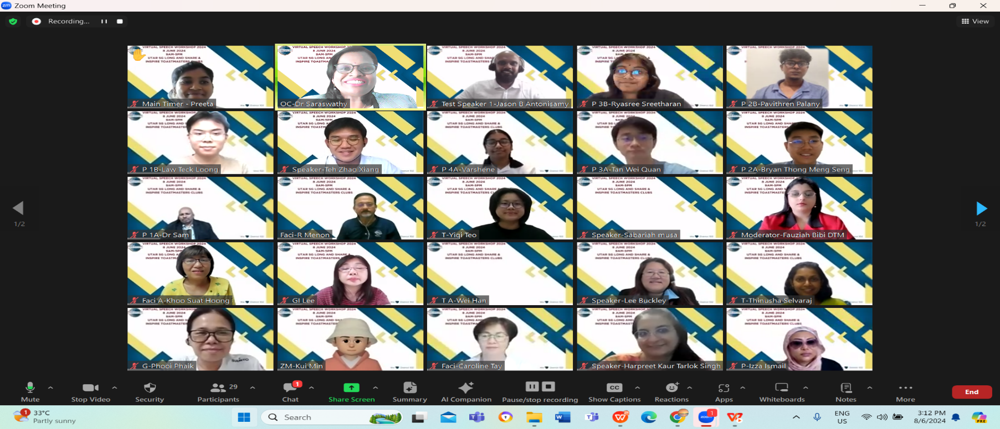 Zoom Meeting
Recording...
View
VIRTUAL SPEECH WORKSHOP 2024
8 JUNE 2024
9AM-5PM
UTAR SG LONG AND SHARE &
INSPIRE TOASTMASTERS CLUBS
Main Timer - Preeta
OC-Dr Saraswathy
Test Speaker 1-Jason B Antonisamy
P 3B-Ryasree Sreetharan
P 2B-Pavithren Palany
P 1B-Law Teck Loong
Speaker-Teh Zhao Xiang
P 4A-Varshene
P 3A-Tan Wei Quan
P 2A-Bryan Thong Meng Seng
1/2
P 1A-Dr Sam
Faci-R Menon
T-Yiqi Teo
Speaker-Sabariah musa
Moderator-Fauziah Bibi DTM
1/2
Faci A-Khoo Suat Hoong
GI Lee
T A-Wei Han
Speaker-Lee Buckley
T-Thinusha Selvaraj
SUUNTO
G-Phooi Phaik
ZM-Kui Min
Faci-Caroline Tay
Speaker-Harpreet Kaur Tarlok Singh
P-Izza Ismail
Mute
Stop Video
Security
Participants
29
Chat
1
Share Screen
Summary
AI Companion
Pause/stop recording
CC
Show Captions
Reactions
Apps
Whiteboards
Notes
More
End
1
33°C
Partly sunny
Search
zoom
1
ENG
US
3:12 PM
8/6/2024
PRE